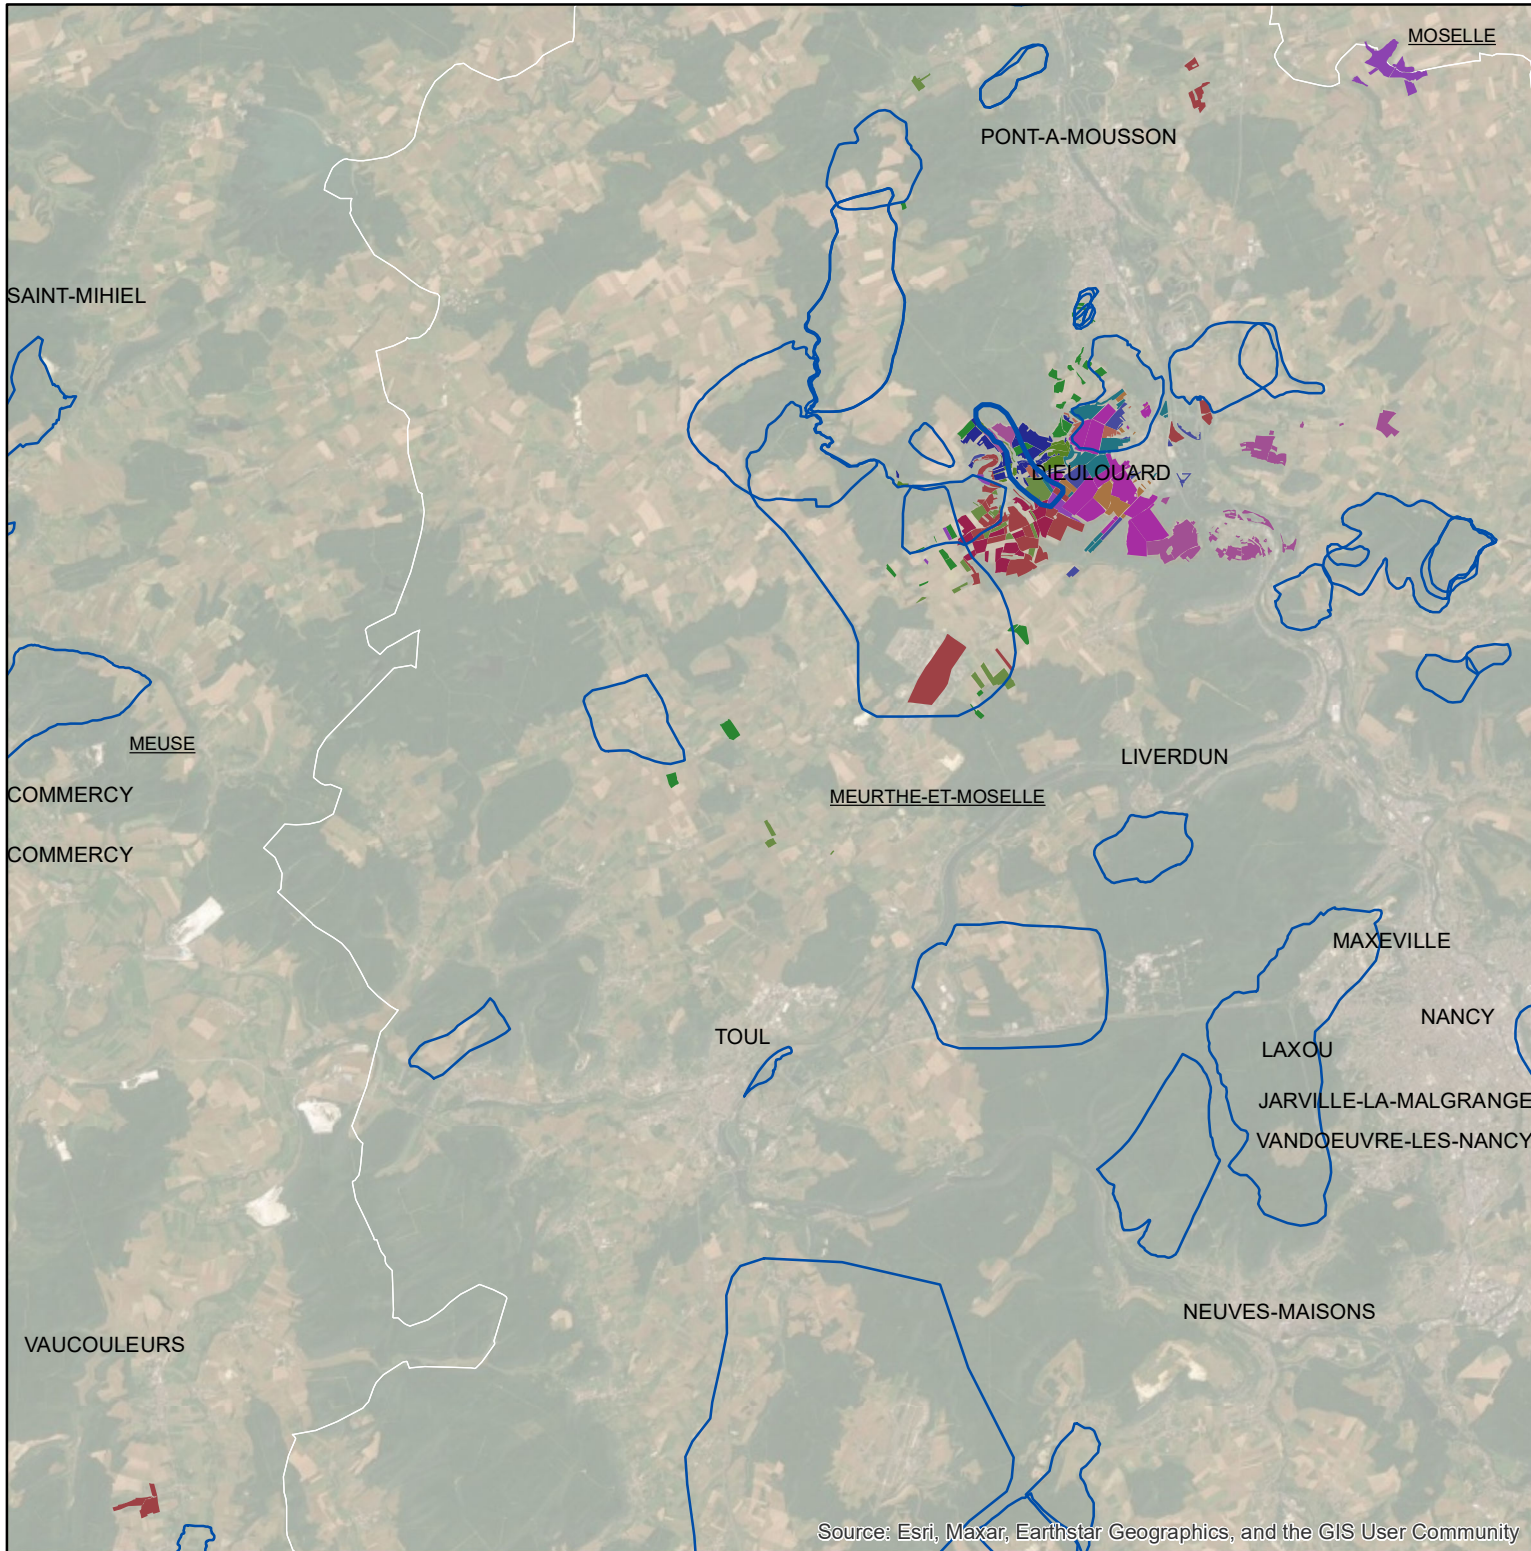 MOSELLE
PONT-A-MOUSSON
SAINT-MIHIEL
DIEULOUARD
MEUSE
LIVERDUN
COMMERCY
MEURTHE-ET-MOSELLE
COMMERCY
MAXEVILLE
NANCY
TOUL
LAXOU
JARVILLE-LA-MALGRANGE
VANDOEUVRE-LES-NANCY
NEUVES-MAISONS
VAUCOULEURS
Source: Esri, Maxar, Earthstar Geographics, and the GIS User Community